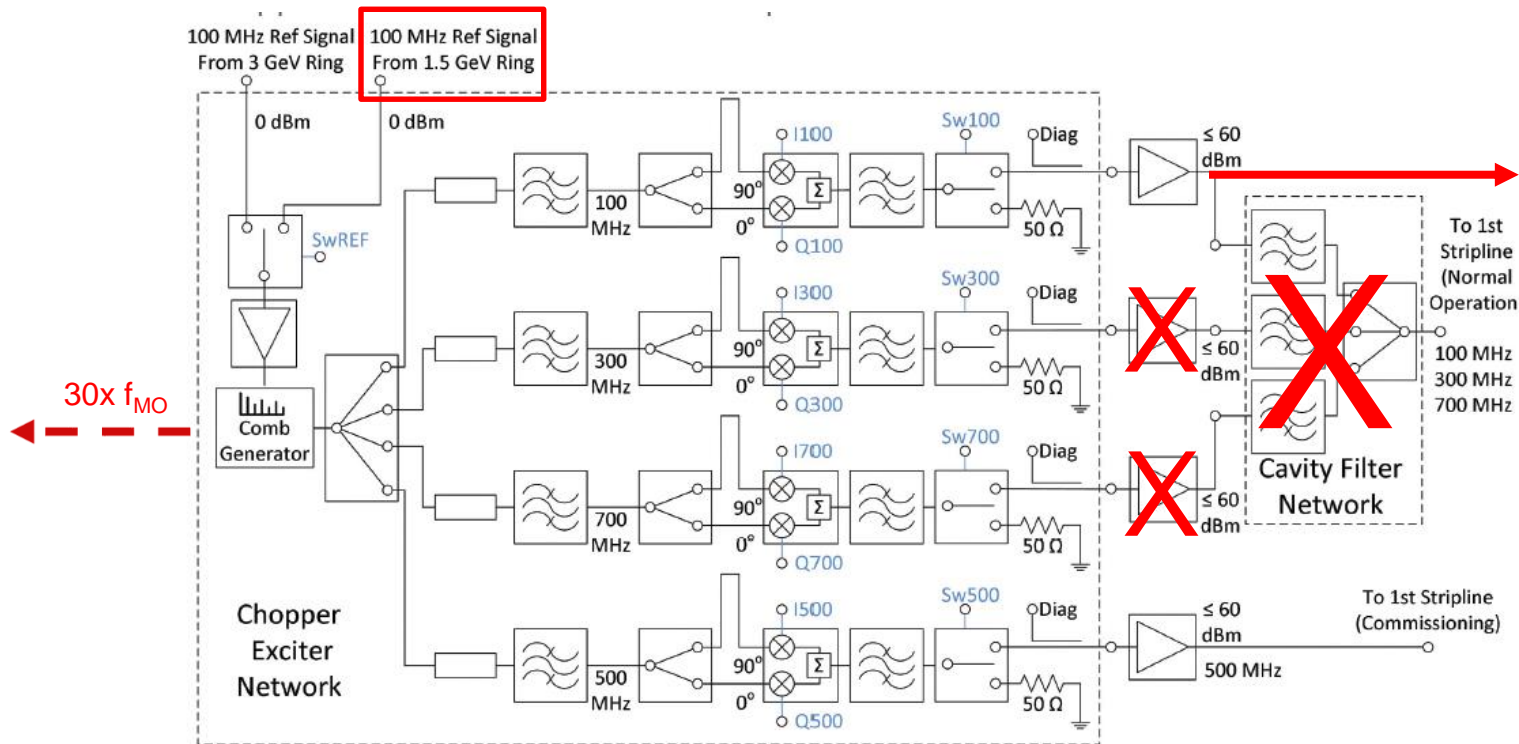 100 MHz Ref Signal
From 3 GeV Ring
100 MHz Ref Signal
From 1.5 GeV Ring
0 dBm
0 dBm
SwREF
Comb
Generator
30x fMO
Chopper
Exciter
Network
100
MHz
90°
0°
I100
Σ
Q100
Sw100
Diag
50 Ω
≤ 60
dBm
300
MHz
90°
0°
I300
Σ
Q300
Sw300
Diag
50 Ω
≤ 60
dBm
700
MHz
90°
0°
I700
Σ
Q700
Sw700
Diag
50 Ω
≤ 60
dBm
500
MHz
90°
0°
I500
Σ
Q500
Sw500
Diag
50 Ω
≤ 60
dBm
500 MHz
Cavity Filter
Network
To 1st
Stripline
(Normal
Operation
100 MHz
300 MHz
700 MHz
To 1st Stripline
(Commissioning)